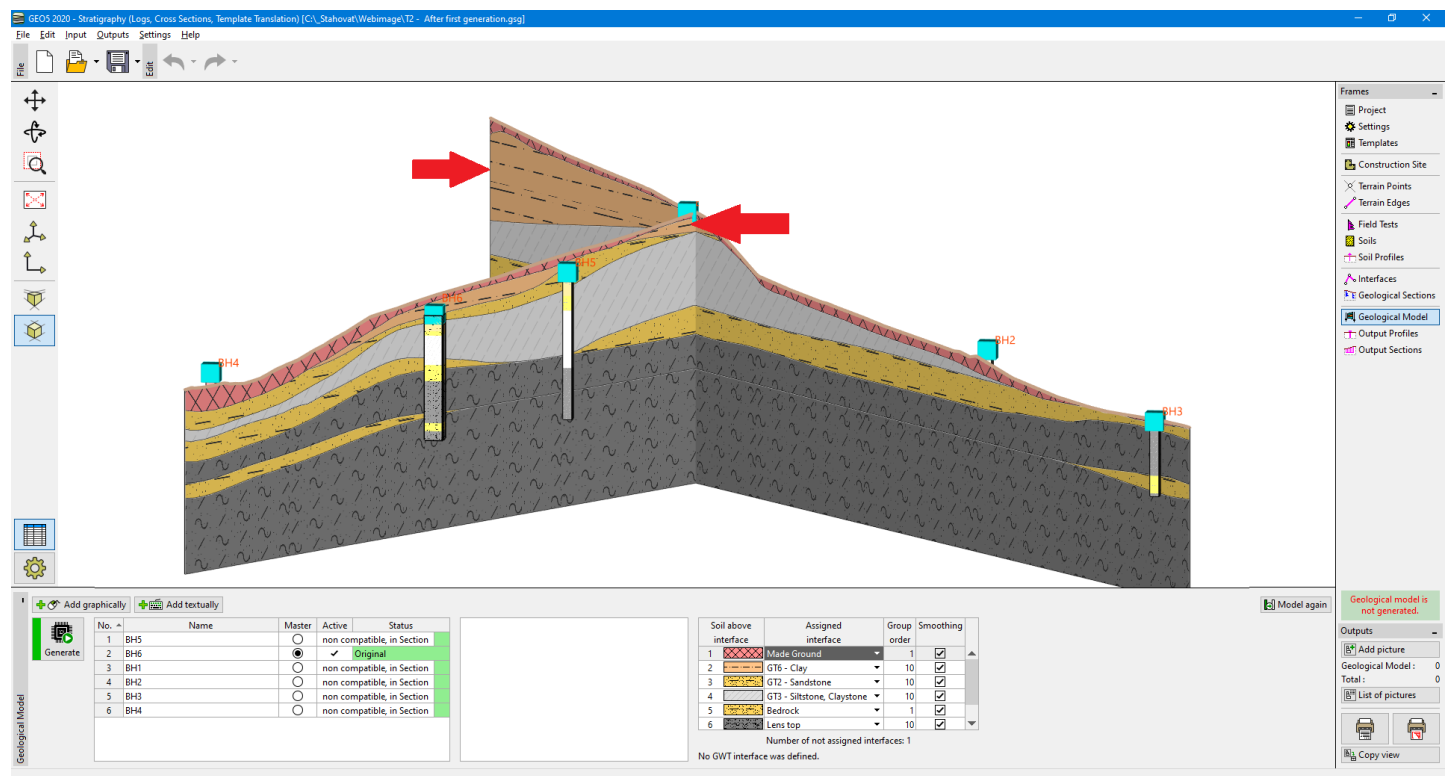 GEO5 2020 - Stratigraphy (Logs, Cross Sections, Template Translation) [C:\_Stahovat\Webimage\T2 - After first generation.gsg]
File Edit Input Outputs Settings Help
File
Edit
Frames
Project
Settings
Templates
Construction Site
Terrain Points
Terrain Edges
Field Tests
Soils
Soil Profiles
Interfaces
Geological Sections
Geological Model
Output Profiles
Output Sections
BH5
BH6
BH4
BH2
BH3
Geological Model
Add graphically Add textually
Generate
No. Name Master Active Status
1 BH5 non compatible, in Section
2 BH6 Original
3 BH1 non compatible, in Section
4 BH2 non compatible, in Section
5 BH3 non compatible, in Section
6 BH4 non compatible, in Section
Model again
Soil above interface Assigned interface Group order Smoothing
1 Made Ground 1
2 GT6 - Clay 10
3 GT2 - Sandstone 10
4 GT3 - Siltstone, Claystone 10
5 Bedrock 1
6 Lens top 10
Number of not assigned interfaces: 1
No GWT interface was defined.
Geological model is
not generated.
Outputs
Add picture
Geological Model : 0
Total : 0
List of pictures
Copy view